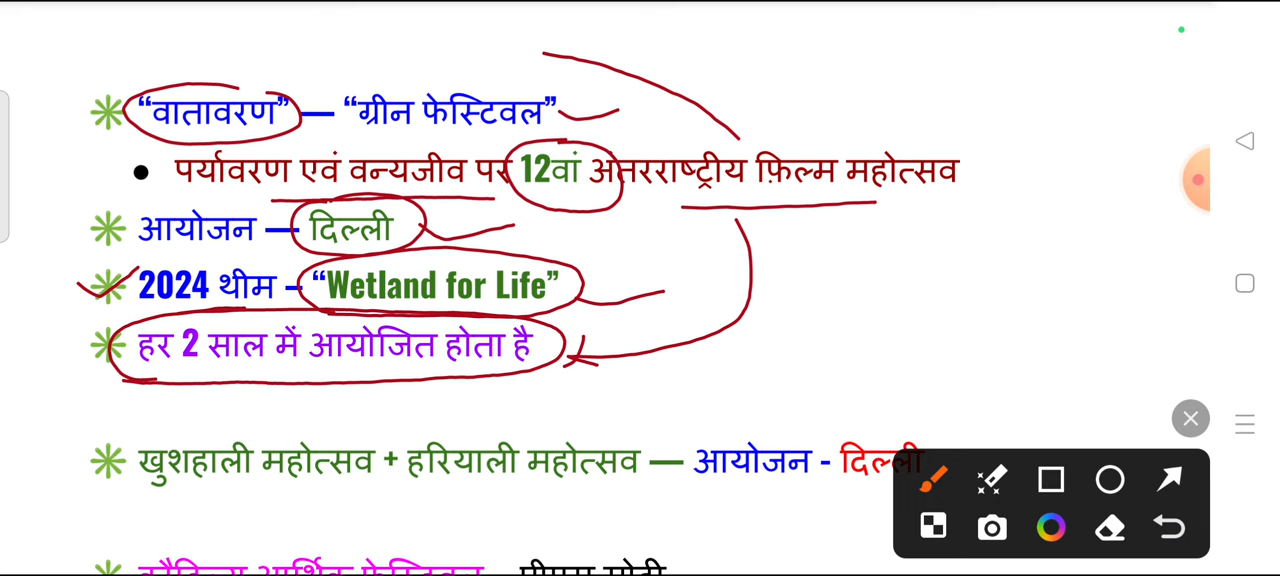 "वातावरण" — "ग्रीन फेस्टिवल"
पर्यावरण एवं वन्यजीव पर 12वां अंतरराष्ट्रीय फ़िल्म महोत्सव
आयोजन — दिल्ली
2024 थीम – "Wetland for Life"
हर 2 साल में आयोजित होता है
खुशहाली महोत्सव + हरियाली महोत्सव — आयोजन - दिल्ली